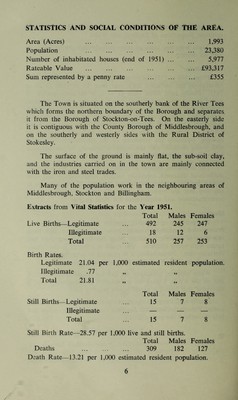 STATISTICS AND SOCIAL CONDITIONS OF THE AREA.
Area (Acres) ... ... ... ... ... ... 1,993
Population ... ... ... ... ... ... 23,380
Number of inhabitated houses (end of 1951) ... ... 5,977
Rateable Value ... ... ... ... ... £93,317
Sum represented by a penny rate ... ... ... £355
The Town is situated on the southerly bank of the River Tees
which forms the northern boundary of the Borough and separates
it from the Borough of Stockton-on-Tees. On the easterly side
it is contiguous with the County Borough of Middlesbrough, and
on the southerly and westerly sides with the Rural District of
Stokesley.
The surface of the ground is mainly flat, the sub-soil clay,
and the industries carried on in the town are mainly connected
with the iron and steel trades.
Many of the population work in the neighbouring areas of
Middlesbrough, Stockton and Billingham.
Extracts from Vital Statistics for the Year 1951.
Total Males Females
Live Births—Legitimate ... 492 245 247
Illegitimate ... 18 12 6
Total ... 510 257 253
Birth Rates.
Legitimate 21.04 per 1,000 estimated resident population.
Illegitimate .77 „ „
Total 21.81 „ „
Total Males Females
Still Births—Legitimate ... 15 7 8
Illegitimate ... — — —
Total ... 15 7 8
Still Birth Rate—28.57 per 1,000 live and still births.
Total Males Females
Deaths ... ... ... 309 182 127
Death Rate—13.21 per 1,000 estimated resident population.
6